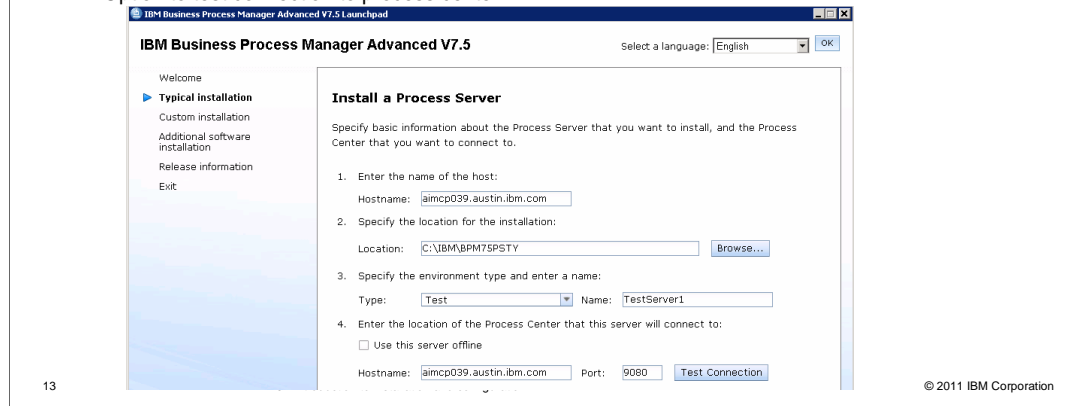 IBM Business Process Manager Advanced V7.5 Launchpad
IBM Business Process Manager Advanced V7.5
Select a language: English OK
Welcome
Typical installation
Custom installation
Additional software
installation
Release information
Exit
Install a Process Server
Specify basic information about the Process Server that you want to install, and the Process
Center that you want to connect to.
1. Enter the name of the host:
Hostname: aimcp039.austin.ibm.com
2. Specify the location for the installation:
Location: C:\IBM\BPM75PSTY Browse...
3. Specify the environment type and enter a name:
Type: Test Name: TestServer1
4. Enter the location of the Process Center that this server will connect to:
Use this server offline
Hostname: aimcp039.austin.ibm.com Port: 9080 Test Connection
13
© 2011 IBM Corporation